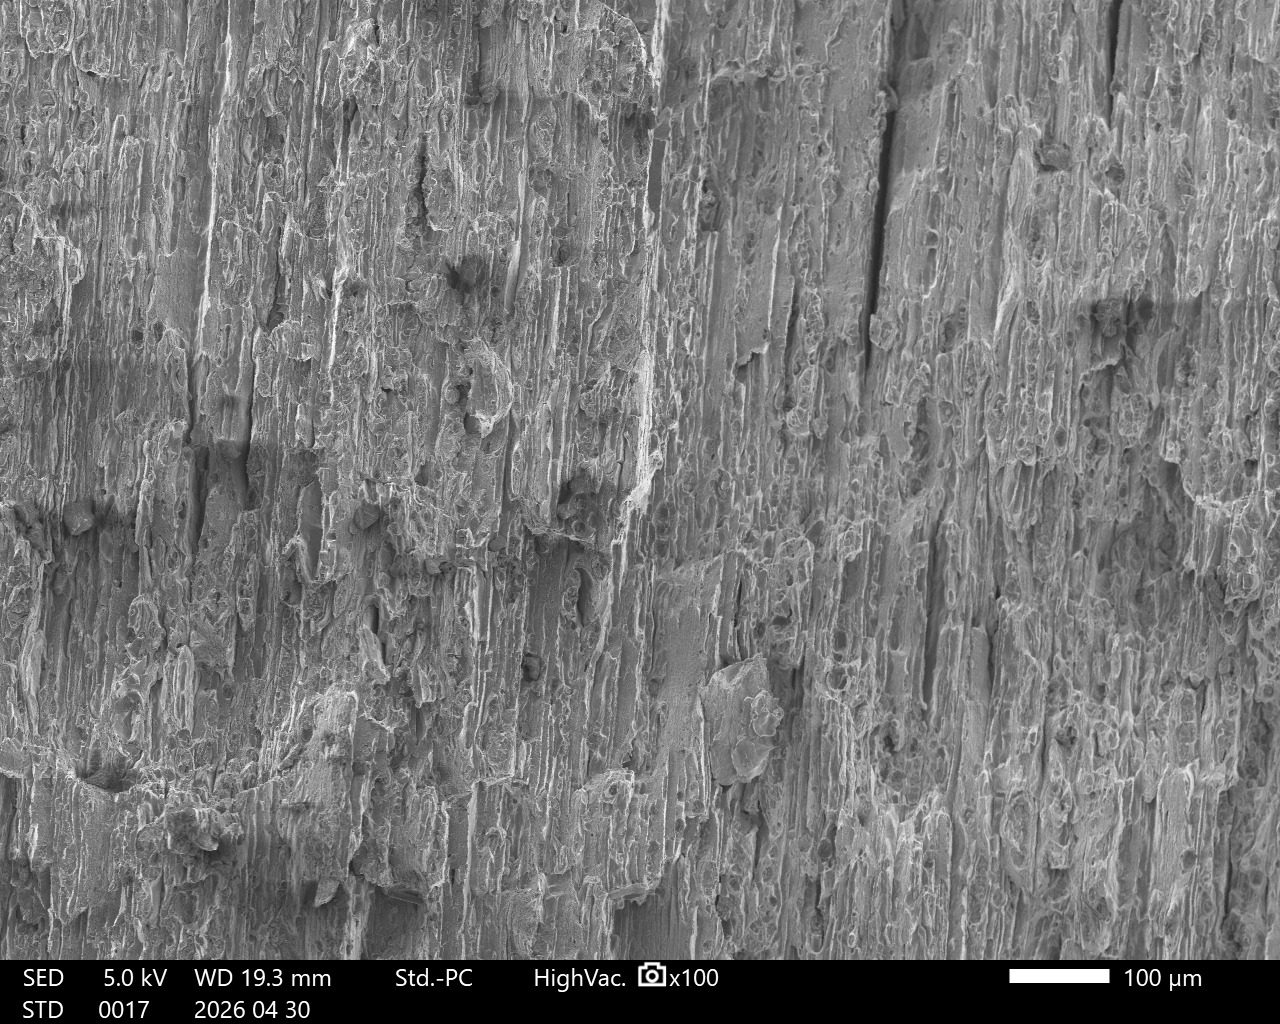 SED 5.0 kV WD 19.3 mm Std.-PC HighVac. x100 100 µm
STD 0017 2026 04 30